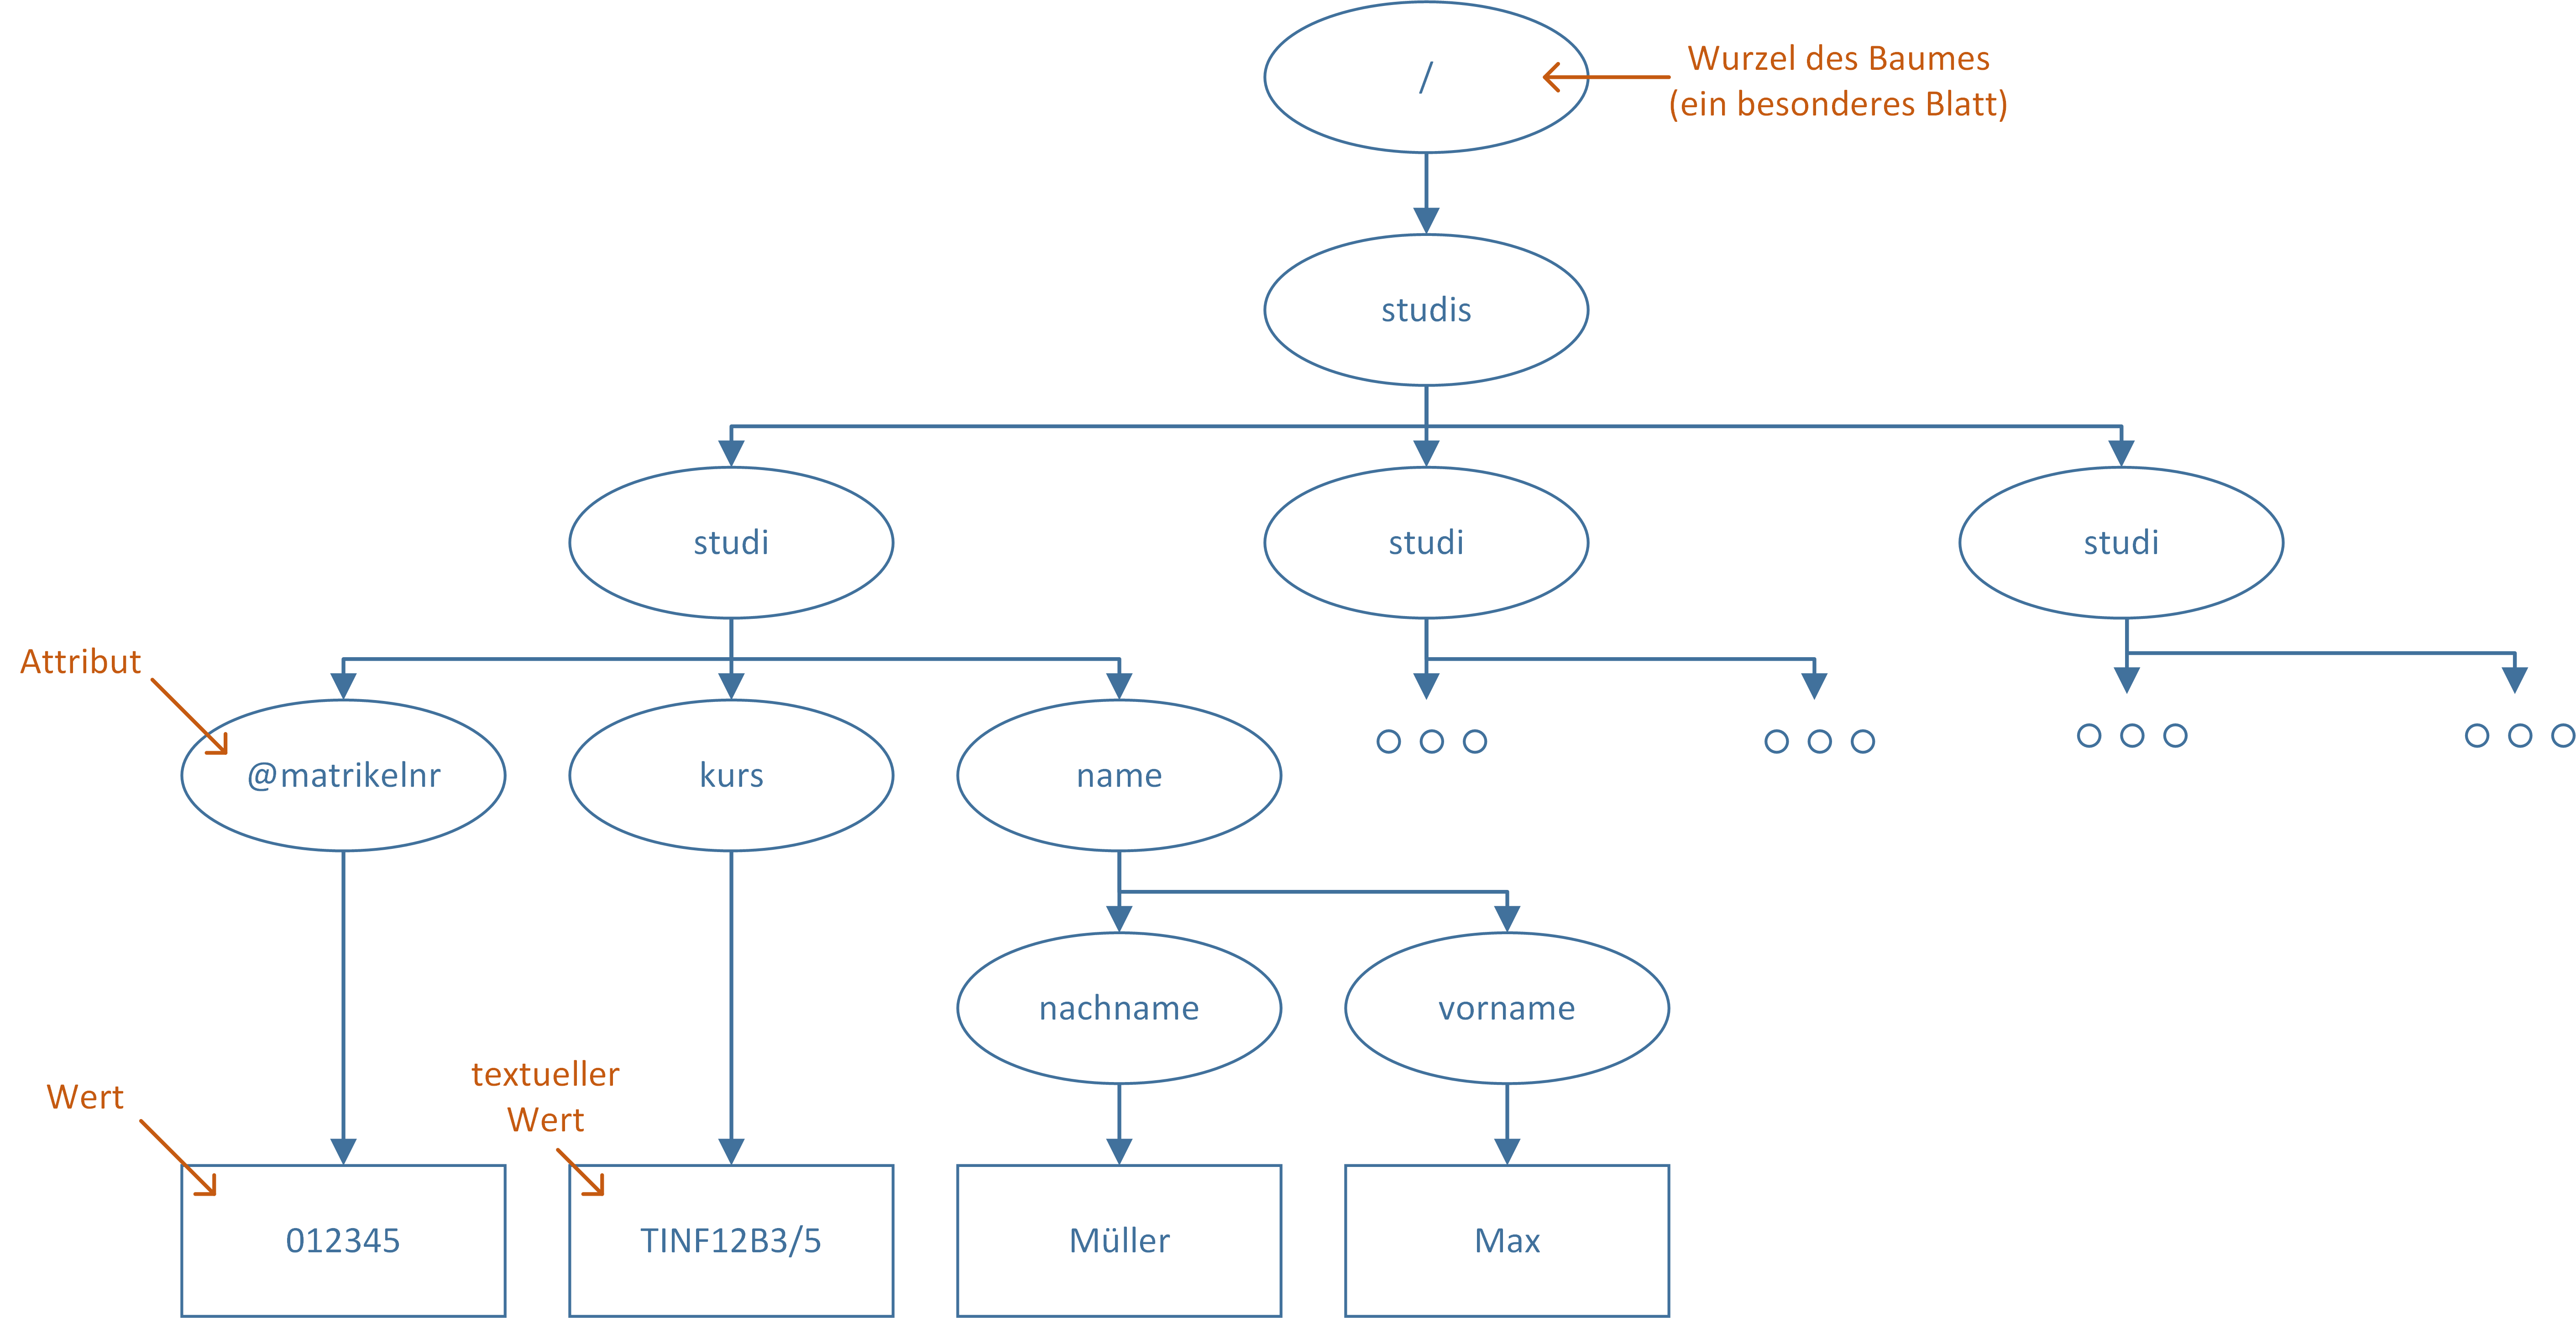 /
Wurzel des Baumes
(ein besonderes Blatt)
studis
studi
studi
studi
Attribut
@matrikelnr
kurs
name
nachname
vorname
Wert
textueller
Wert
012345
TINF12B3/5
Müller
Max